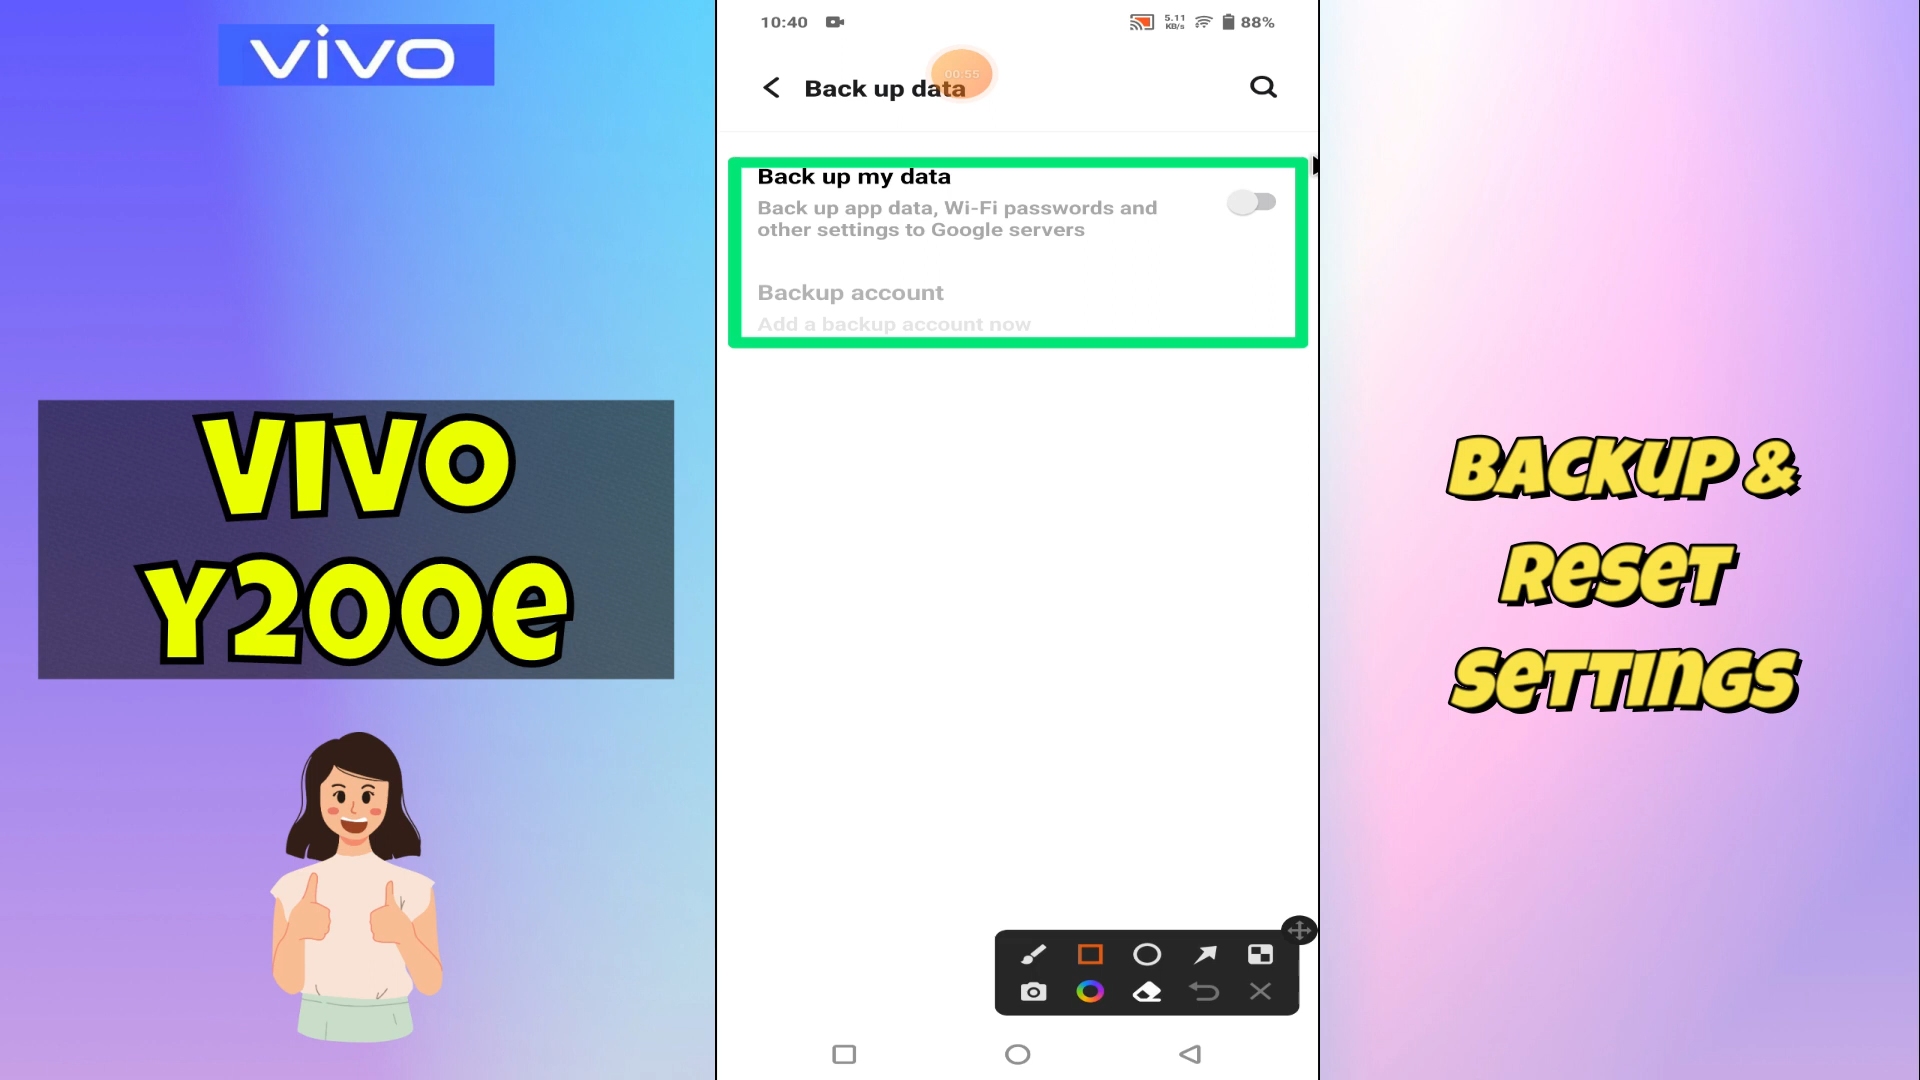 vivo
VIVO
Y200e
10:40
5.11
KB/s
88%
00:55
Back up data
Back up my data
Back up app data, Wi-Fi passwords and
other settings to Google servers
Backup account
Add a backup account now
BACKUP &
RESET
SETTINGS